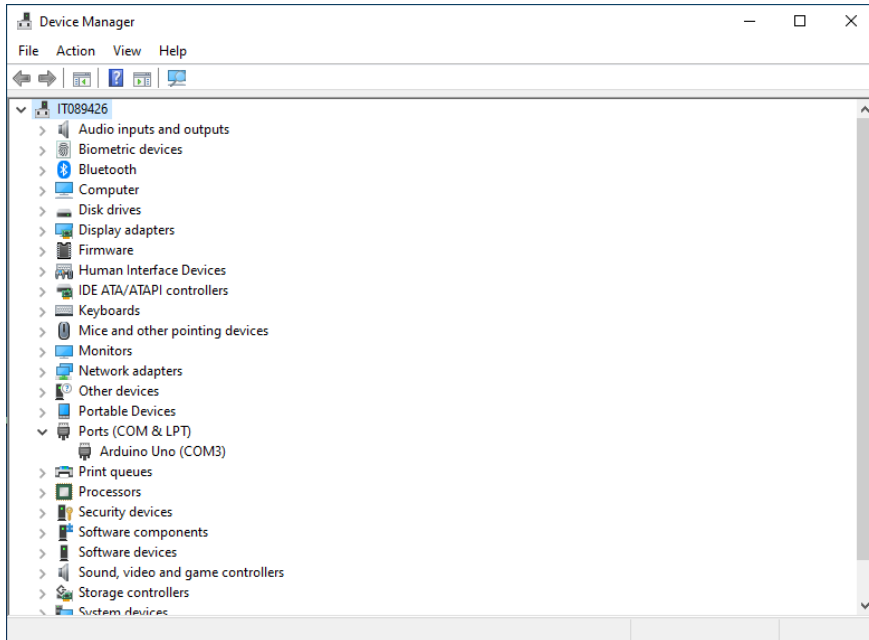 Device Manager
File Action View Help
IT089426
Audio inputs and outputs
Biometric devices
Bluetooth
Computer
Disk drives
Display adapters
Firmware
Human Interface Devices
IDE ATA/ATAPI controllers
Keyboards
Mice and other pointing devices
Monitors
Network adapters
Other devices
Portable Devices
Ports (COM & LPT)
Arduino Uno (COM3)
Print queues
Processors
Security devices
Software components
Software devices
Sound, video and game controllers
Storage controllers
System devices